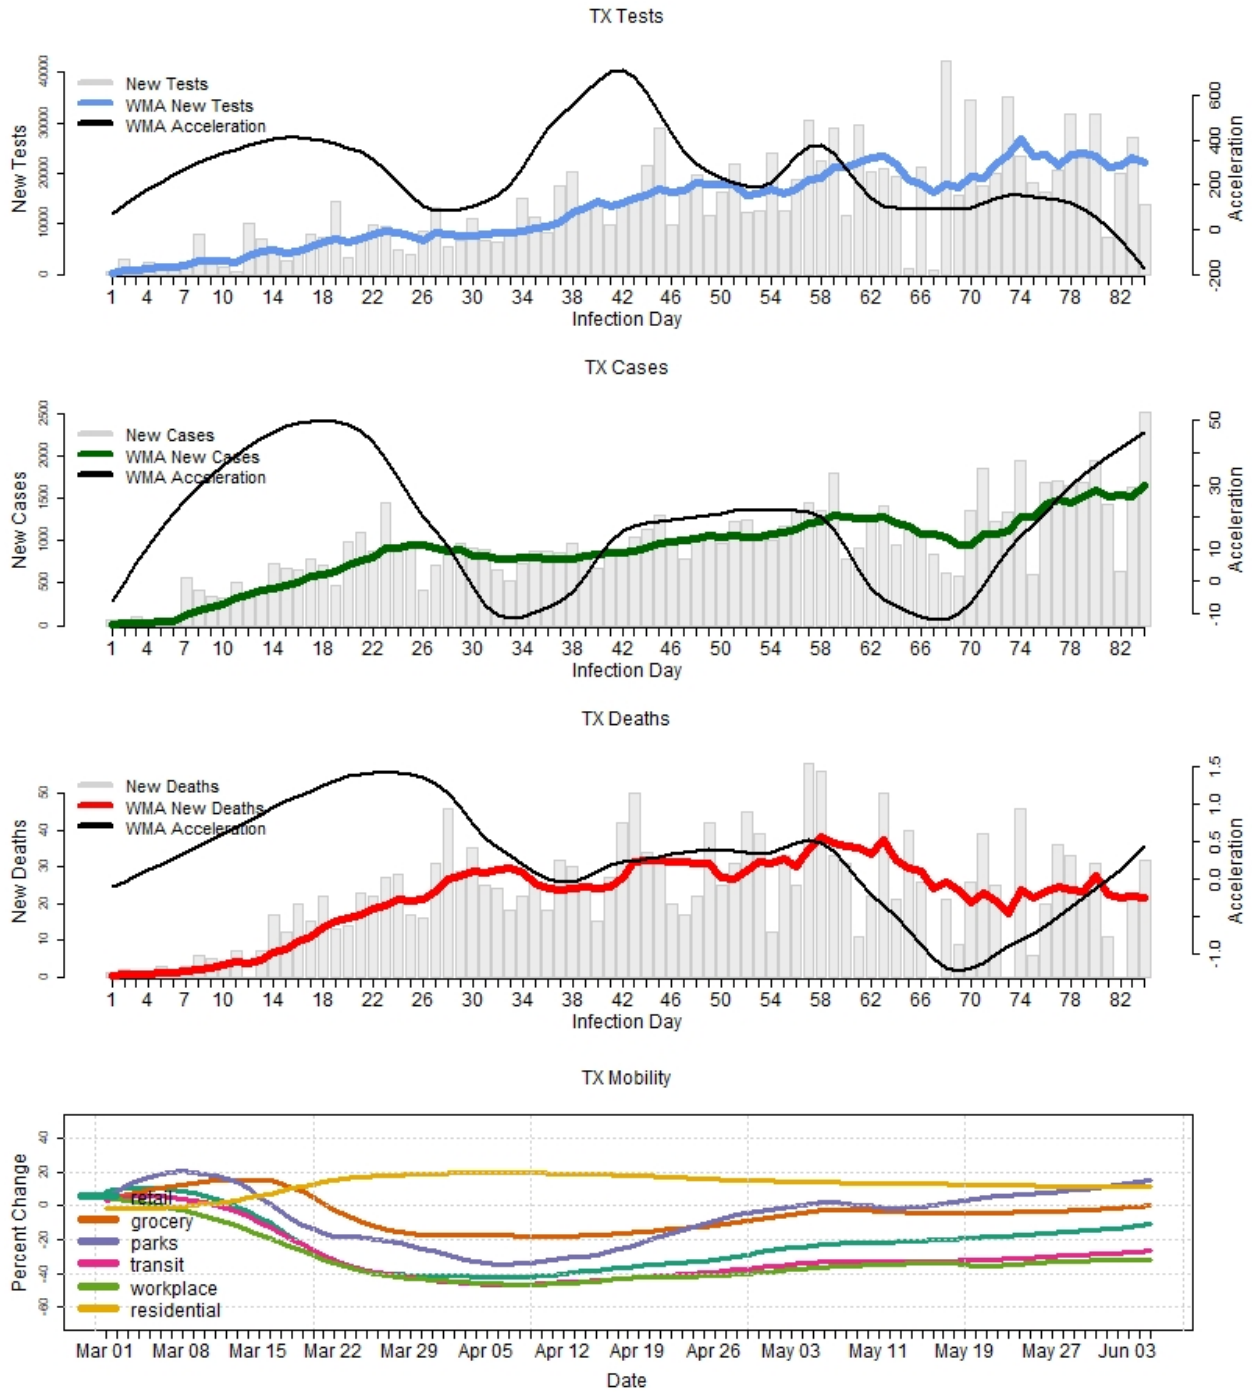 TX Tests
New Tests
WMA New Tests
WMA Acceleration
New Tests
0 10000 20000 30000 40000
Acceleration
-200 0 200 400 600
1 4 7 10 14 18 22 26 30 34 38 42 46 50 54 58 62 66 70 74 78 82
Infection Day
TX Cases
New Cases
WMA New Cases
WMA Acceleration
New Cases
0 500 1000 1500 2000 2500
Acceleration
-10 0 10 30 50
1 4 7 10 14 18 22 26 30 34 38 42 46 50 54 58 62 66 70 74 78 82
Infection Day
TX Deaths
New Deaths
WMA New Deaths
WMA Acceleration
New Deaths
0 10 20 30 40 50
Acceleration
-1.0 0.0 0.5 1.0 1.5
1 4 7 10 14 18 22 26 30 34 38 42 46 50 54 58 62 66 70 74 78 82
Infection Day
TX Mobility
Percent Change
-60 -40 -20 0 20 40
retail
grocery
parks
transit
workplace
residential
Mar 01 Mar 08 Mar 15 Mar 22 Mar 29 Apr 05 Apr 12 Apr 19 Apr 26 May 03 May 11 May 19 May 27 Jun 03
Date